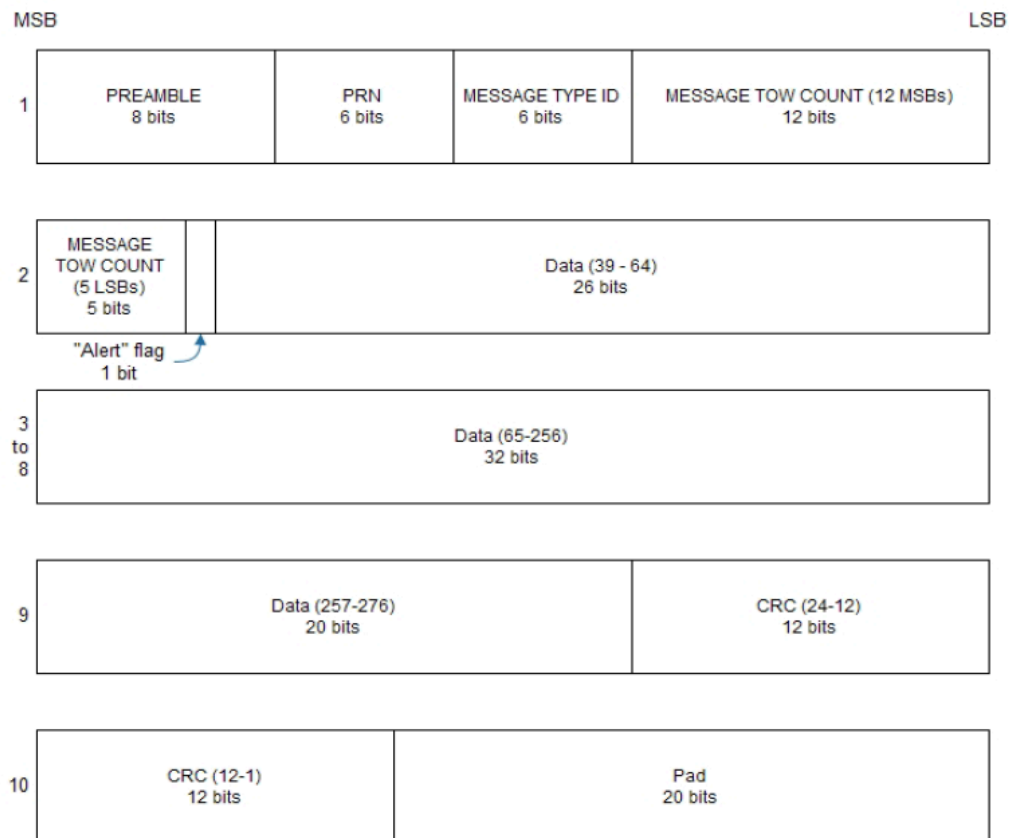 MSB
LSB
1
PREAMBLE
8 bits
PRN
6 bits
MESSAGE TYPE ID
6 bits
MESSAGE TOW COUNT (12 MSBs)
12 bits
2
MESSAGE
TOW COUNT
(5 LSBs)
5 bits
Data (39 - 64)
26 bits
"Alert" flag
1 bit
3
to
8
Data (65-256)
32 bits
9
Data (257-276)
20 bits
CRC (24-12)
12 bits
10
CRC (12-1)
12 bits
Pad
20 bits